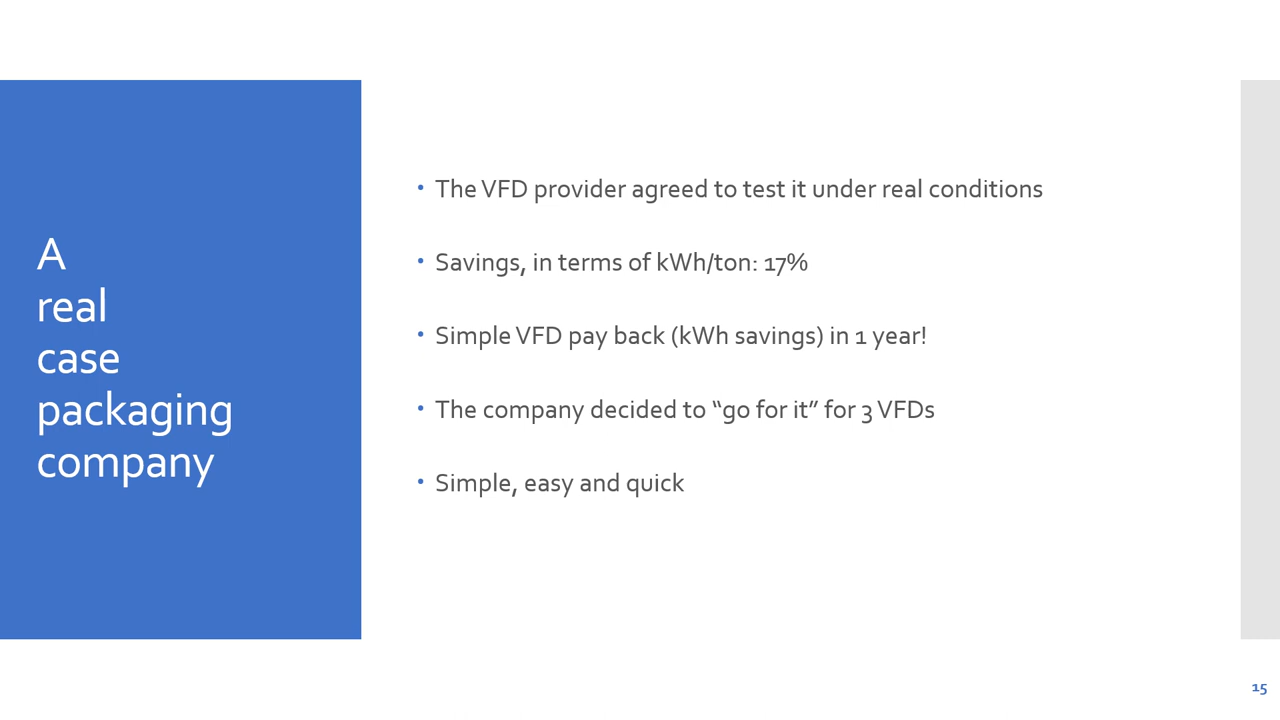 A
real
case
packaging
company
• The VFD provider agreed to test it under real conditions
• Savings, in terms of kWh/ton: 17%
• Simple VFD pay back (kWh savings) in 1 year!
• The company decided to “go for it” for 3 VFDs
• Simple, easy and quick
15